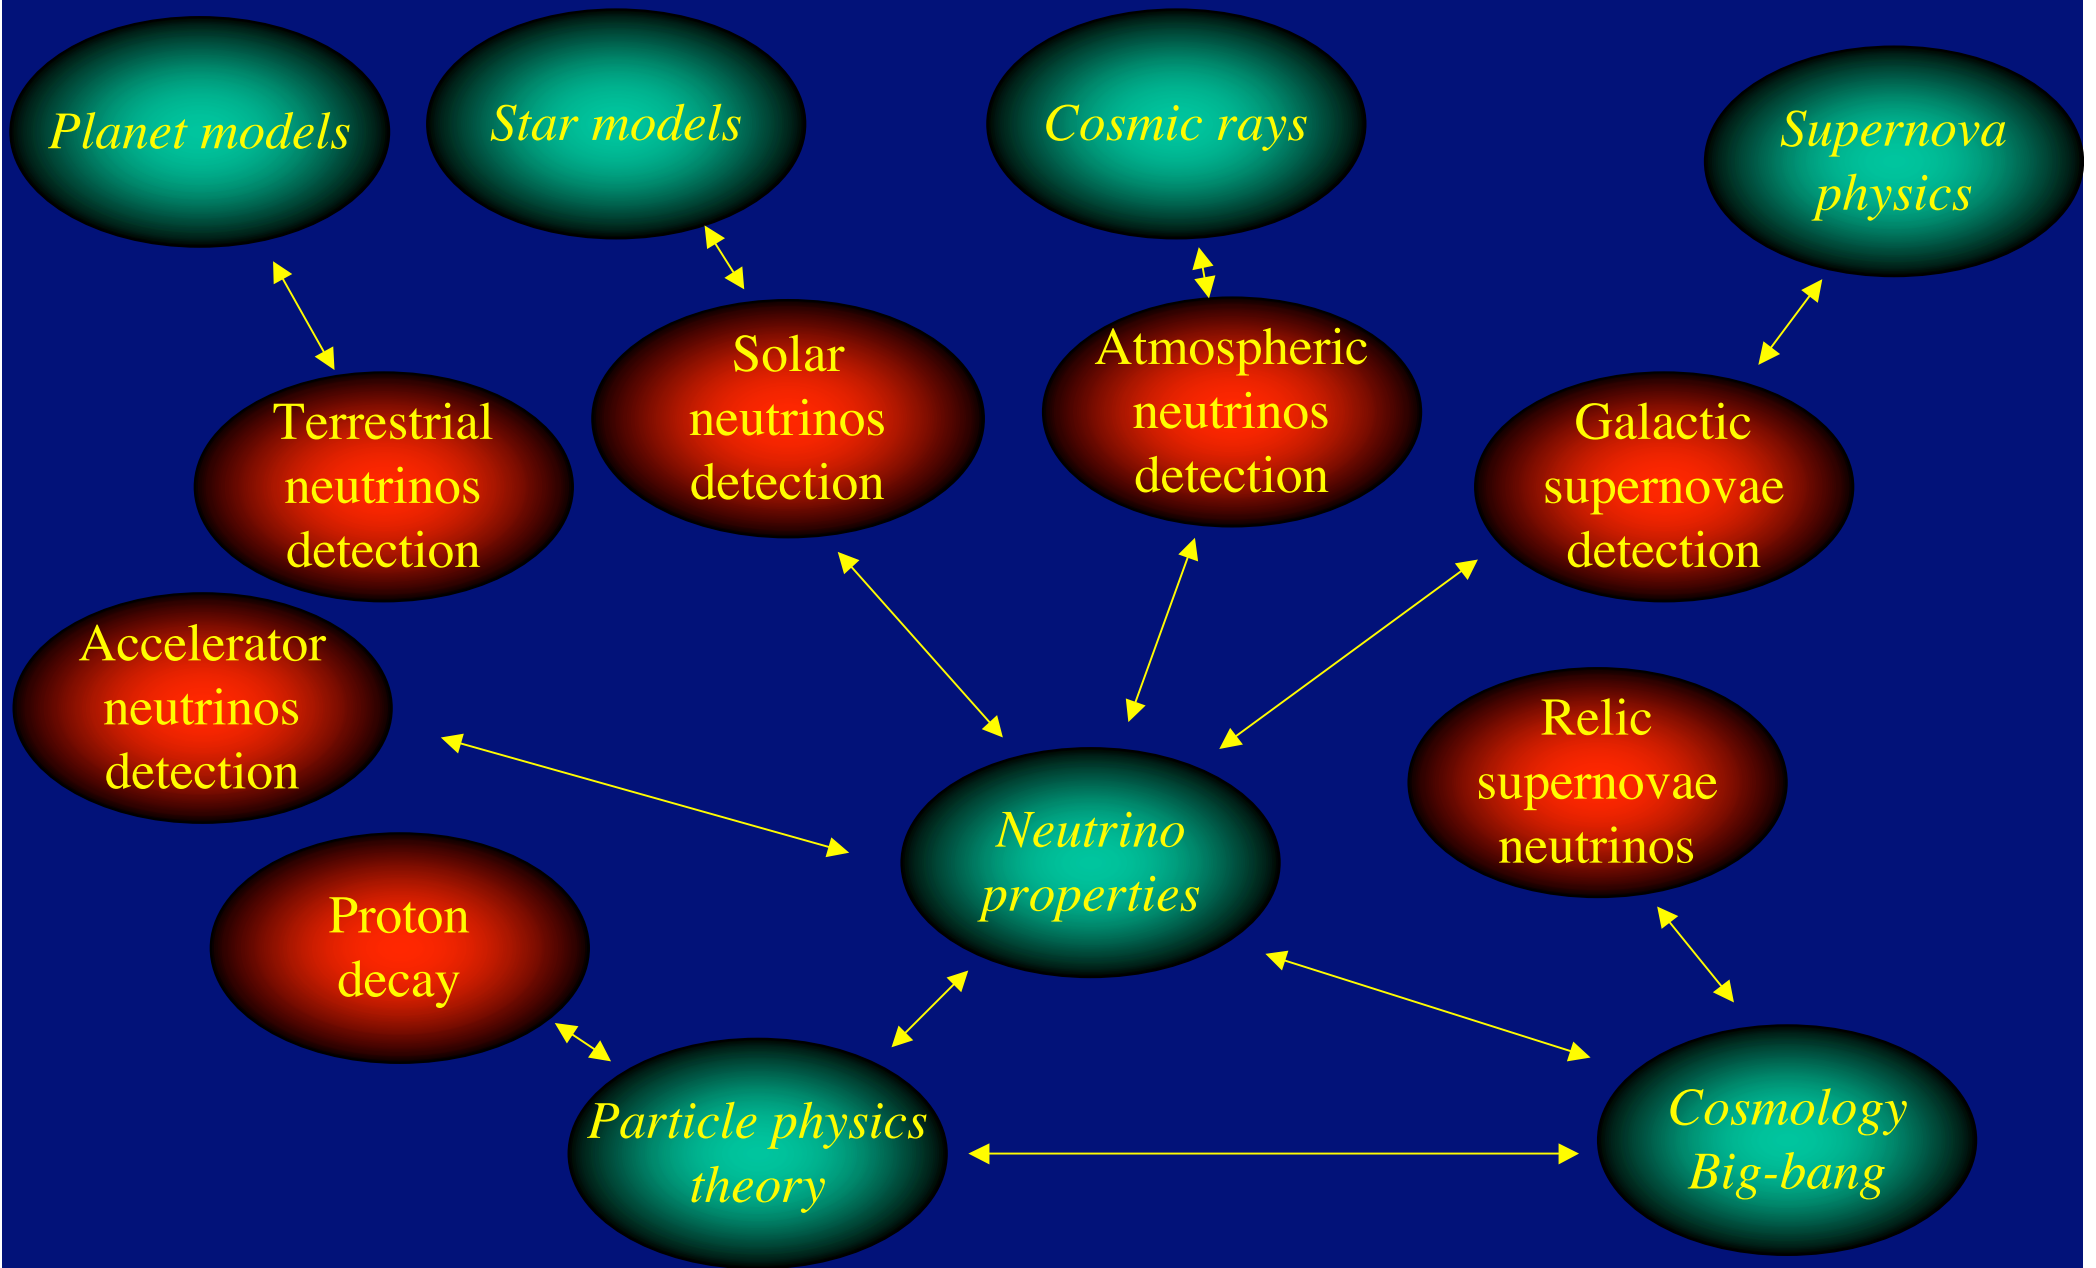 Planet models
Star models
Cosmic rays
Supernova
physics
Terrestrial
neutrinos
detection
Solar
neutrinos
detection
Atmospheric
neutrinos
detection
Galactic
supernovae
detection
Accelerator
neutrinos
detection
Relic
supernovae
neutrinos
Neutrino
properties
Proton
decay
Particle physics
theory
Cosmology
Big-bang